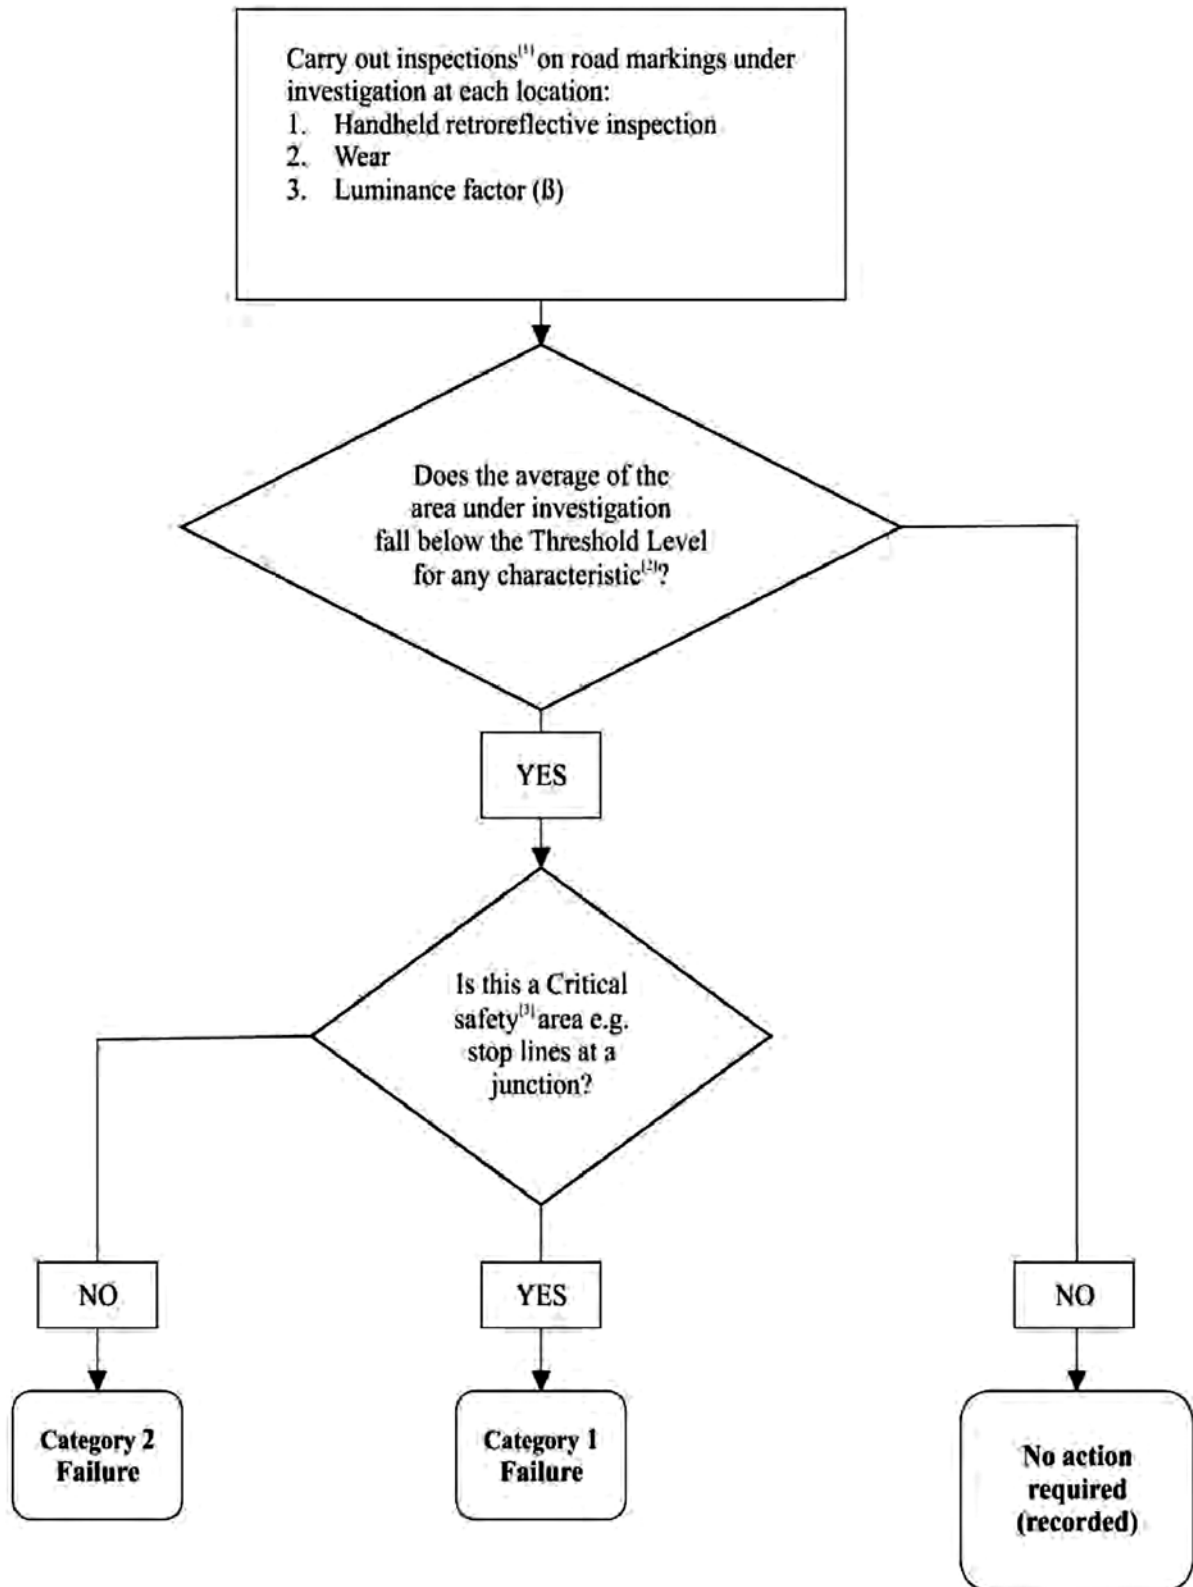 Carry out inspections[1] on road markings under
investigation at each location:
1. Handheld retroreflective inspection
2. Wear
3. Luminance factor (ß)
Does the average of the
area under investigation
fall below the Threshold Level
for any characteristic[2]?
YES
Is this a Critical
safety[3] area e.g.
stop lines at a
junction?
NO
YES
NO
Category 2
Failure
Category 1
Failure
No action
required
(recorded)